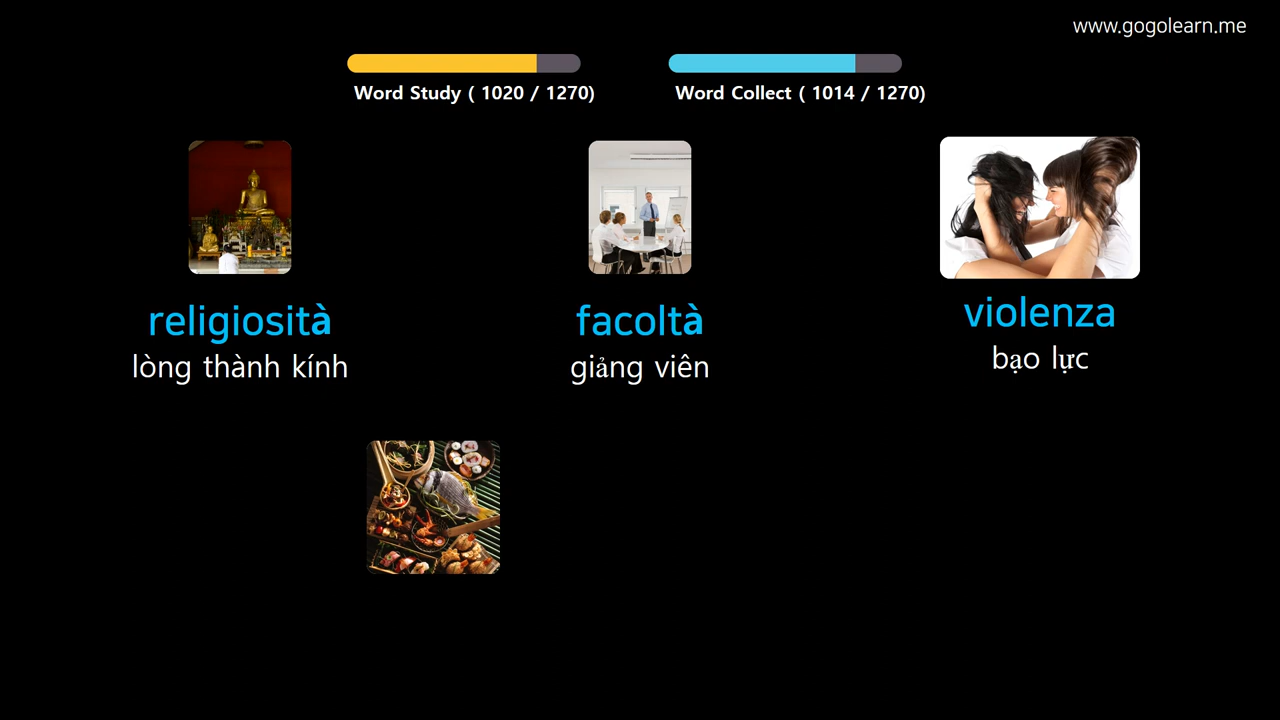 www.gogolearn.me
Word Study ( 1020 / 1270)
Word Collect ( 1014 / 1270)
religiosità
lòng thành kính
facoltà
giảng viên
violenza
bạo lực